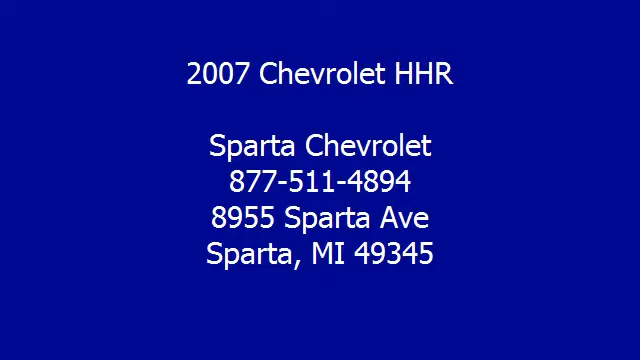 2007 Chevrolet HHR
Sparta Chevrolet
877-511-4894
8955 Sparta Ave
Sparta, MI 49345